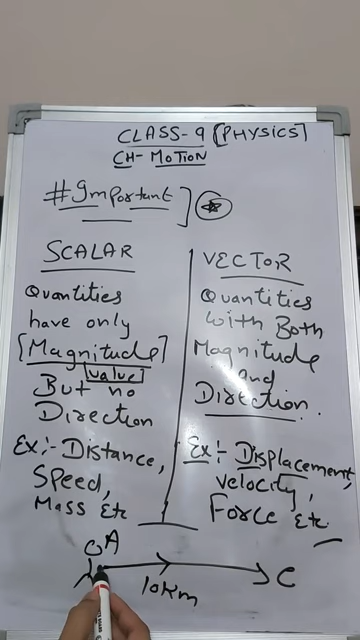 CLASS-9 [PHYSICS]
CH- MOTION
#Important]
SCALAR
Quantities
have only
[Magnitude]
value
But no
Direction
Ex:- Distance,
Speed,
Mass Etc
VECTOR
Quantities
with Both
Magnitude
and
Direction.
Ex:- Displacement,
velocity,
Force Etc
A
10km
C